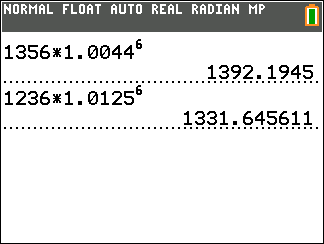 NORMAL FLOAT AUTO REAL RADIAN MP
1356*1.0044⁶
1392.1945
1236*1.0125⁶
1331.645611